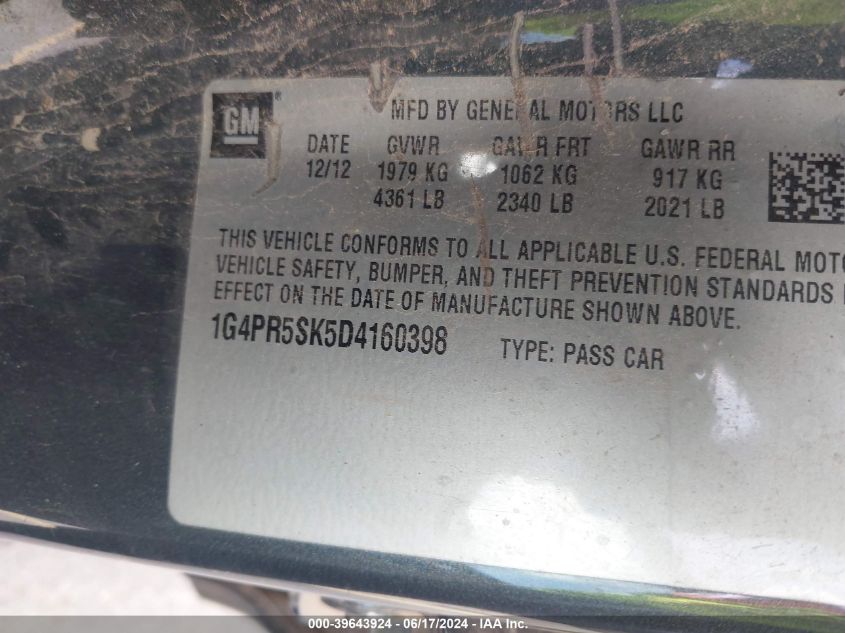 GM ®
MFD BY GENERAL MOTORS LLC
DATE GVWR GAWR FRT GAWR RR
12/12 1979 KG 1062 KG 917 KG
4361 LB 2340 LB 2021 LB
THIS VEHICLE CONFORMS TO ALL APPLICABLE U.S. FEDERAL MOTO
VEHICLE SAFETY, BUMPER, AND THEFT PREVENTION STANDARDS I
EFFECT ON THE DATE OF MANUFACTURE SHOWN ABOVE.
1G4PR5SK5D4160398 TYPE: PASS CAR
000-39643924 - 06/17/2024 - IAA Inc.